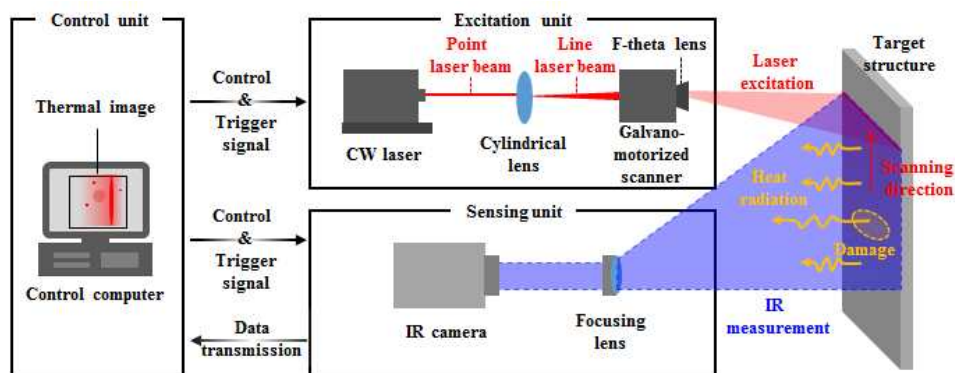 Control unit
Thermal image
Control computer
Control
&
Trigger
signal
Control
&
Trigger
signal
Data
transmission
Excitation unit
Point
laser beam
Line
laser beam
F-theta lens
CW laser
Cylindrical
lens
Galvano-
motorized
scanner
Sensing unit
IR camera
Focusing
lens
Laser
excitation
Target
structure
Scanning
direction
Heat
radiation
Damage
IR
measurement